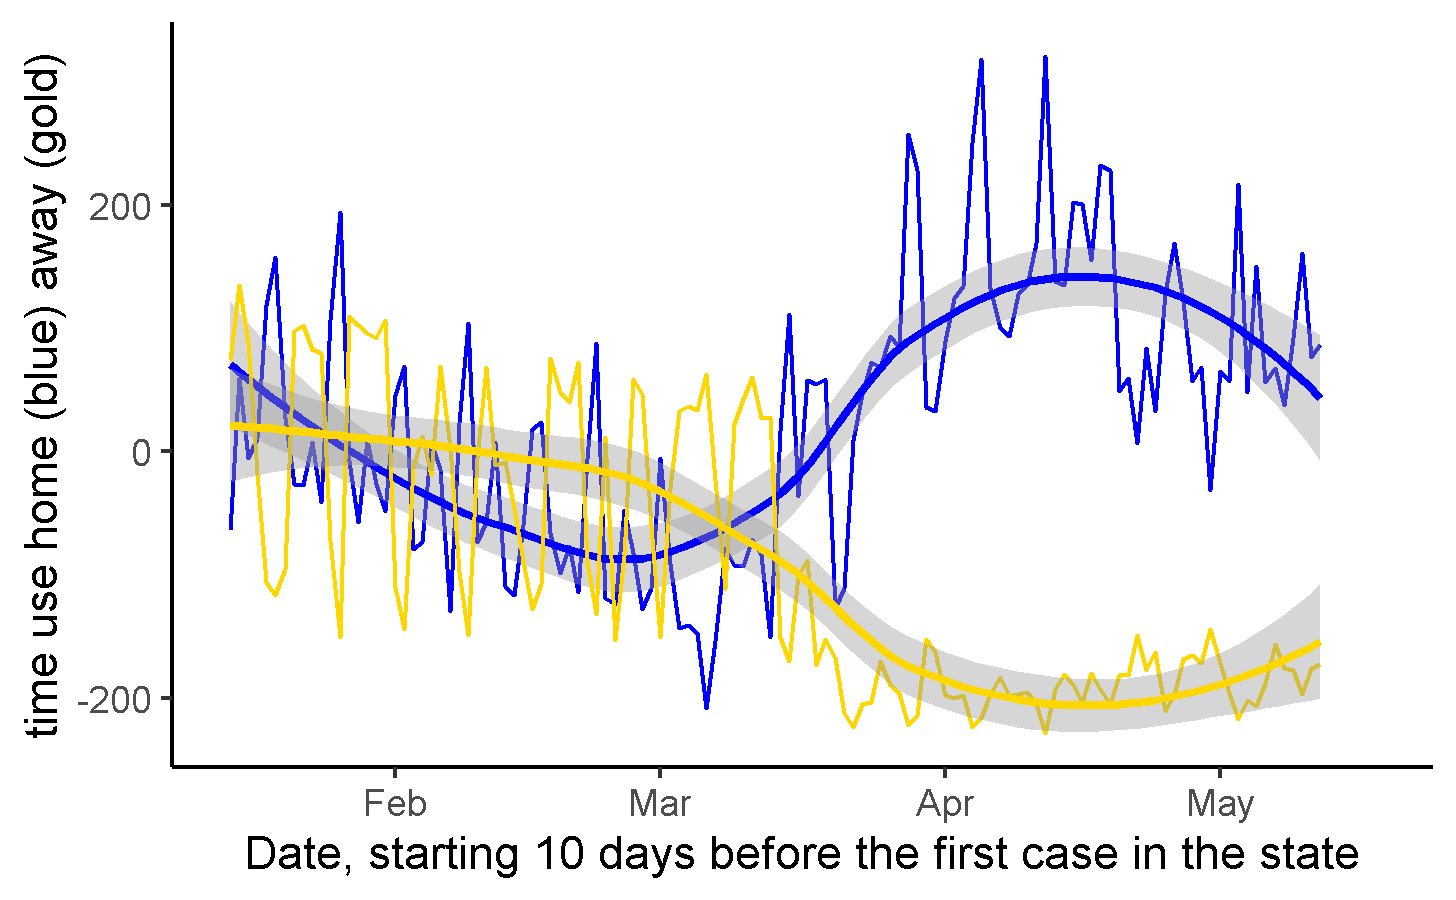 time use home (blue) away (gold)
200
0
-200
Feb Mar Apr May
Date, starting 10 days before the first case in the state